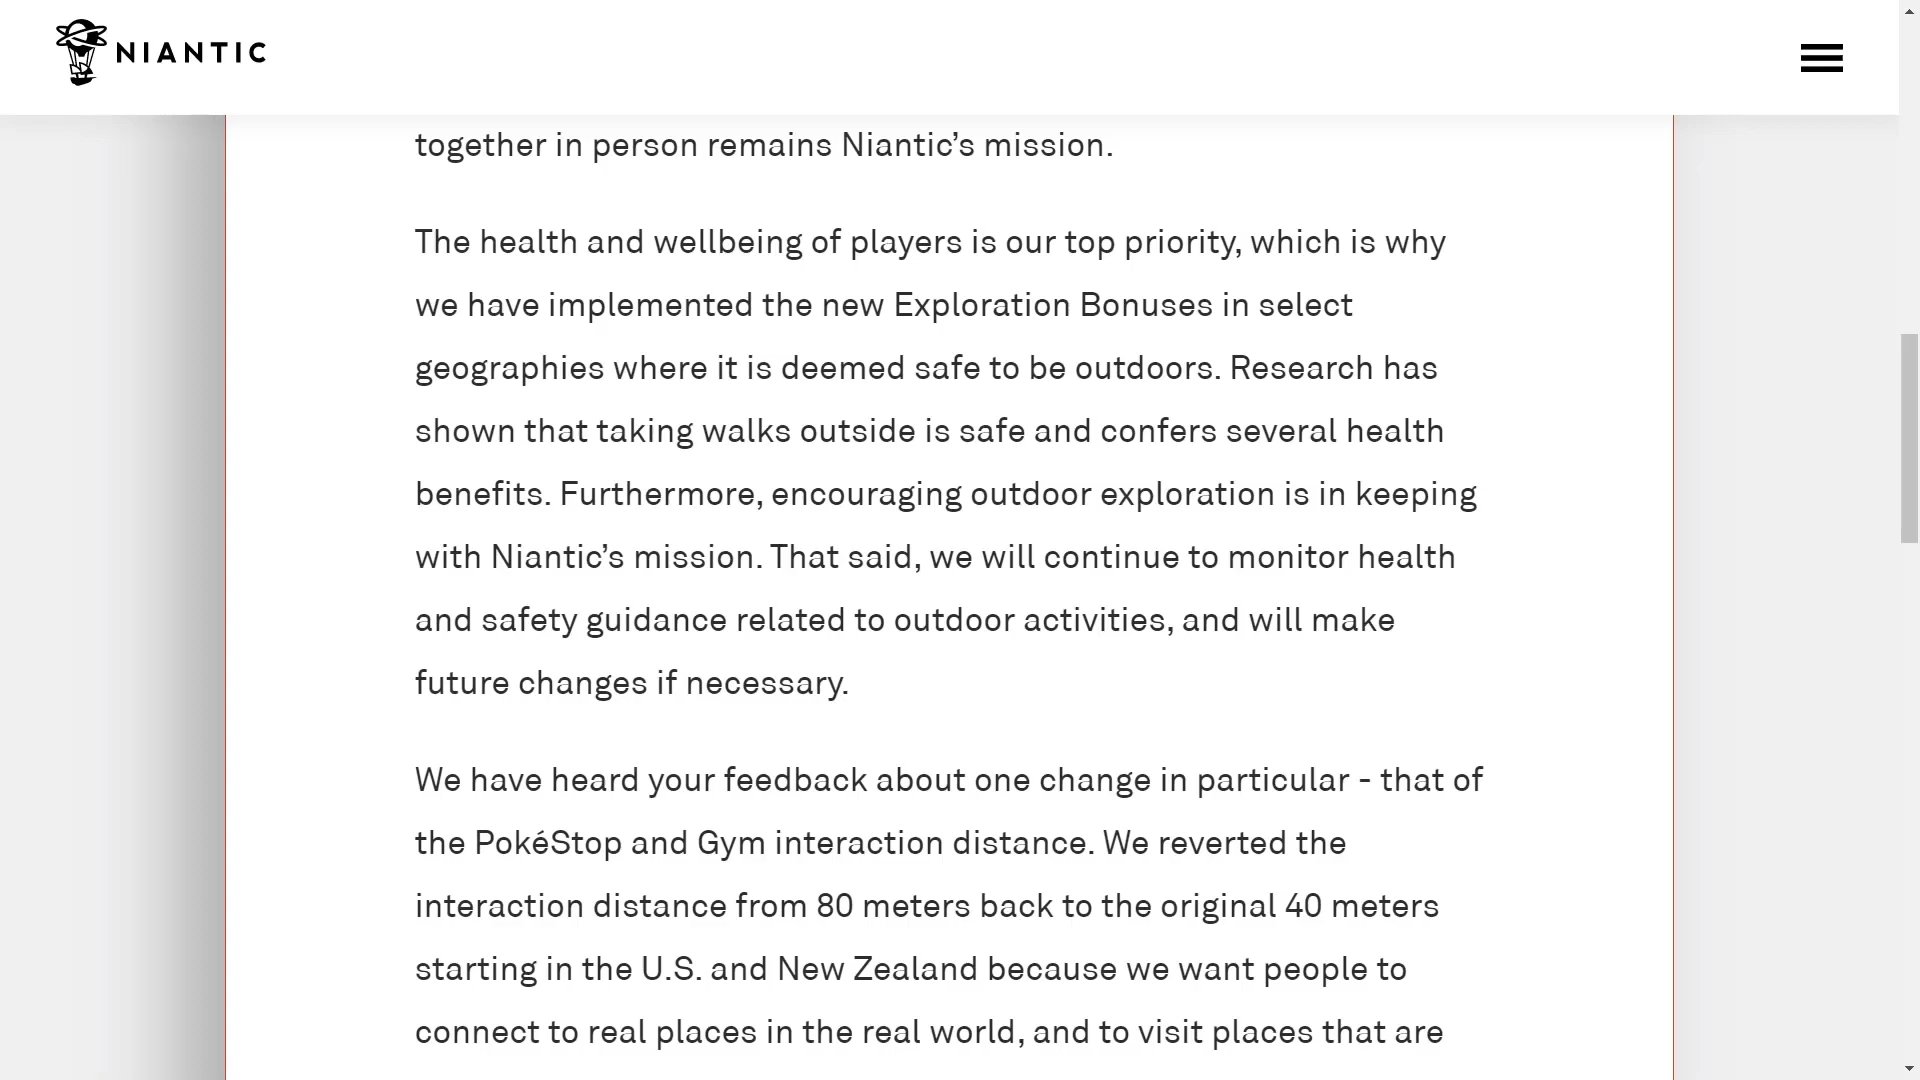 NIANTIC
together in person remains Niantic’s mission.
The health and wellbeing of players is our top priority, which is why
we have implemented the new Exploration Bonuses in select
geographies where it is deemed safe to be outdoors. Research has
shown that taking walks outside is safe and confers several health
benefits. Furthermore, encouraging outdoor exploration is in keeping
with Niantic’s mission. That said, we will continue to monitor health
and safety guidance related to outdoor activities, and will make
future changes if necessary.
We have heard your feedback about one change in particular - that of
the PokéStop and Gym interaction distance. We reverted the
interaction distance from 80 meters back to the original 40 meters
starting in the U.S. and New Zealand because we want people to
connect to real places in the real world, and to visit places that are